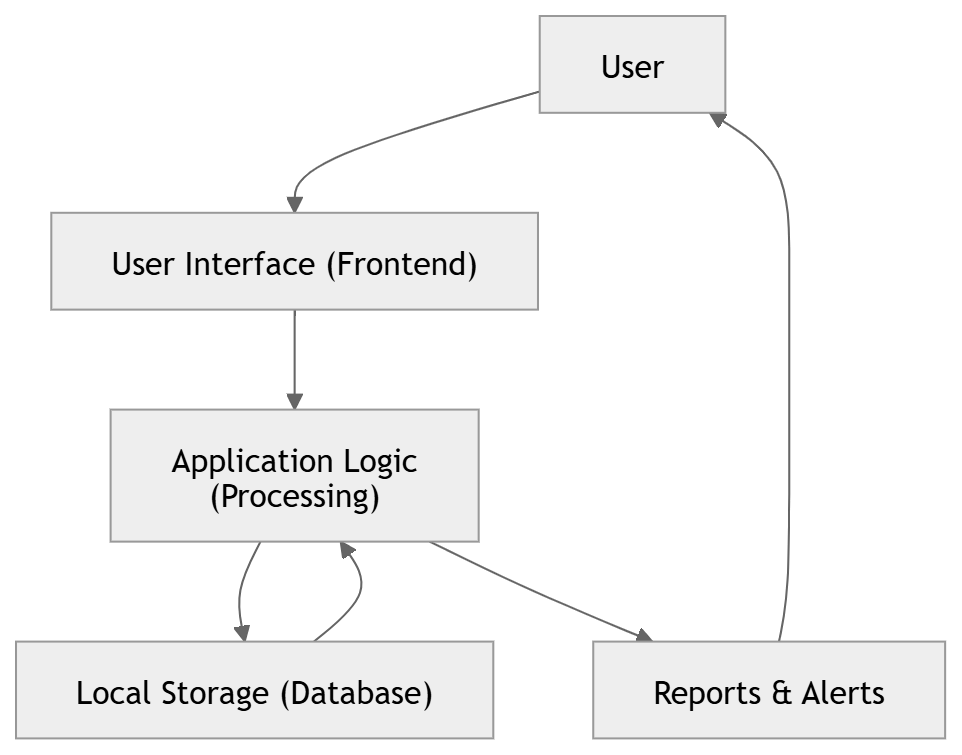 User
User Interface (Frontend)
Application Logic
(Processing)
Local Storage (Database)
Reports & Alerts